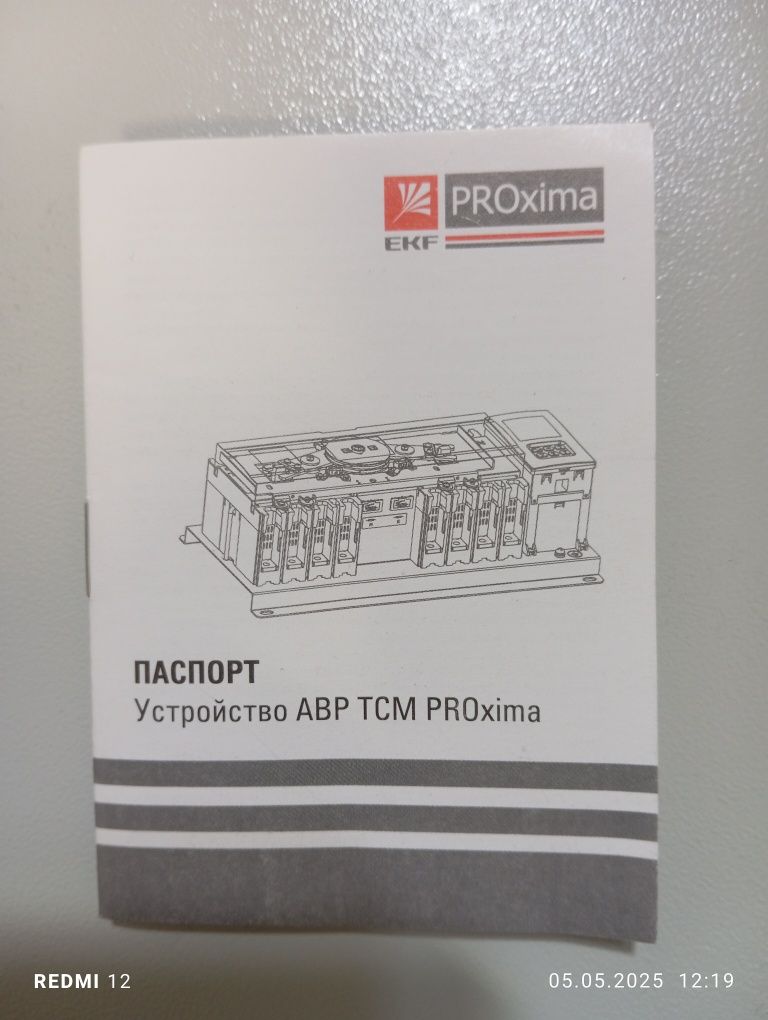 PROxima
EKF
ПАСПОРТ
Устройство АВР ТСМ PROxima
REDMI 12
05.05.2025 12:19